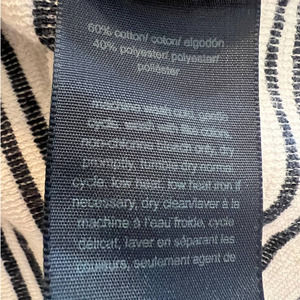 60% cotton/ coton/ algodón
40% polyester/ polyester/
poliéster
machine wash cold, gentle
cycle. wash with like colors,
non-chlorine bleach only, dry
promptly, tumble dry normal
cycle, low heat, low heat iron if
necessary, dry clean/laver à la
machine à l'eau froide, cycle
délicat, laver en séparant les
couleurs, seulement agent de